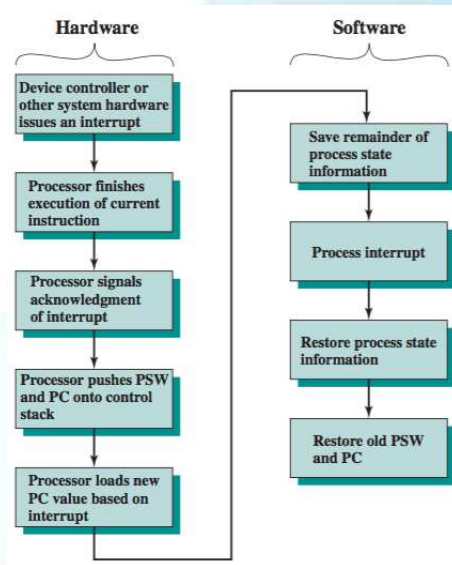 Hardware
Device controller or
other system hardware
issues an interrupt
Processor finishes
execution of current
instruction
Processor signals
acknowledgment
of interrupt
Processor pushes PSW
and PC onto control
stack
Processor loads new
PC value based on
interrupt
Software
Save remainder of
process state
information
Process interrupt
Restore process state
information
Restore old PSW
and PC